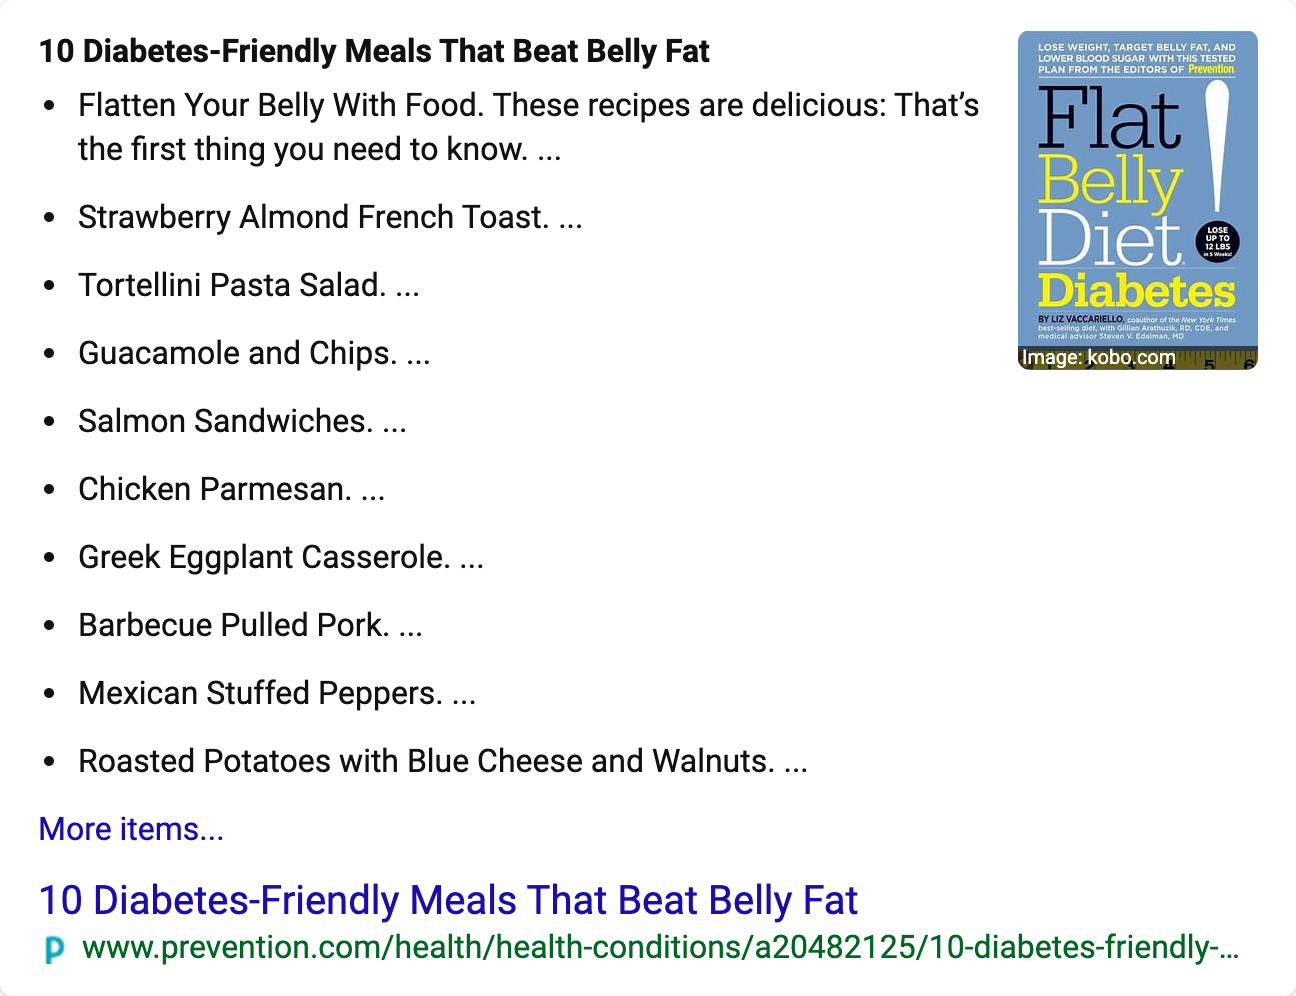 10 Diabetes-Friendly Meals That Beat Belly Fat
• Flatten Your Belly With Food. These recipes are delicious: That’s
the first thing you need to know. ...
• Strawberry Almond French Toast. ...
• Tortellini Pasta Salad. ...
• Guacamole and Chips. ...
• Salmon Sandwiches. ...
• Chicken Parmesan. ...
• Greek Eggplant Casserole. ...
• Barbecue Pulled Pork. ...
• Mexican Stuffed Peppers. ...
• Roasted Potatoes with Blue Cheese and Walnuts. ...
More items...
LOSE WEIGHT, TARGET BELLY FAT, AND
LOWER BLOOD SUGAR WITH THIS TESTED
PLAN FROM THE EDITORS OF Prevention.
Flat
Belly
Diet!
LOSE
UP TO
12 LBS
in 5 Weeks!
Diabetes
BY LIZ VACCARIELLO, coauthor of the New York Times
best-selling diet, with Gillian Arathuzik, RD, CDE, and
medical advisor Steven V. Edelman, MD
Image: kobo.com
5 6
10 Diabetes-Friendly Meals That Beat Belly Fat
p www.prevention.com/health/health-conditions/a20482125/10-diabetes-friendly-...